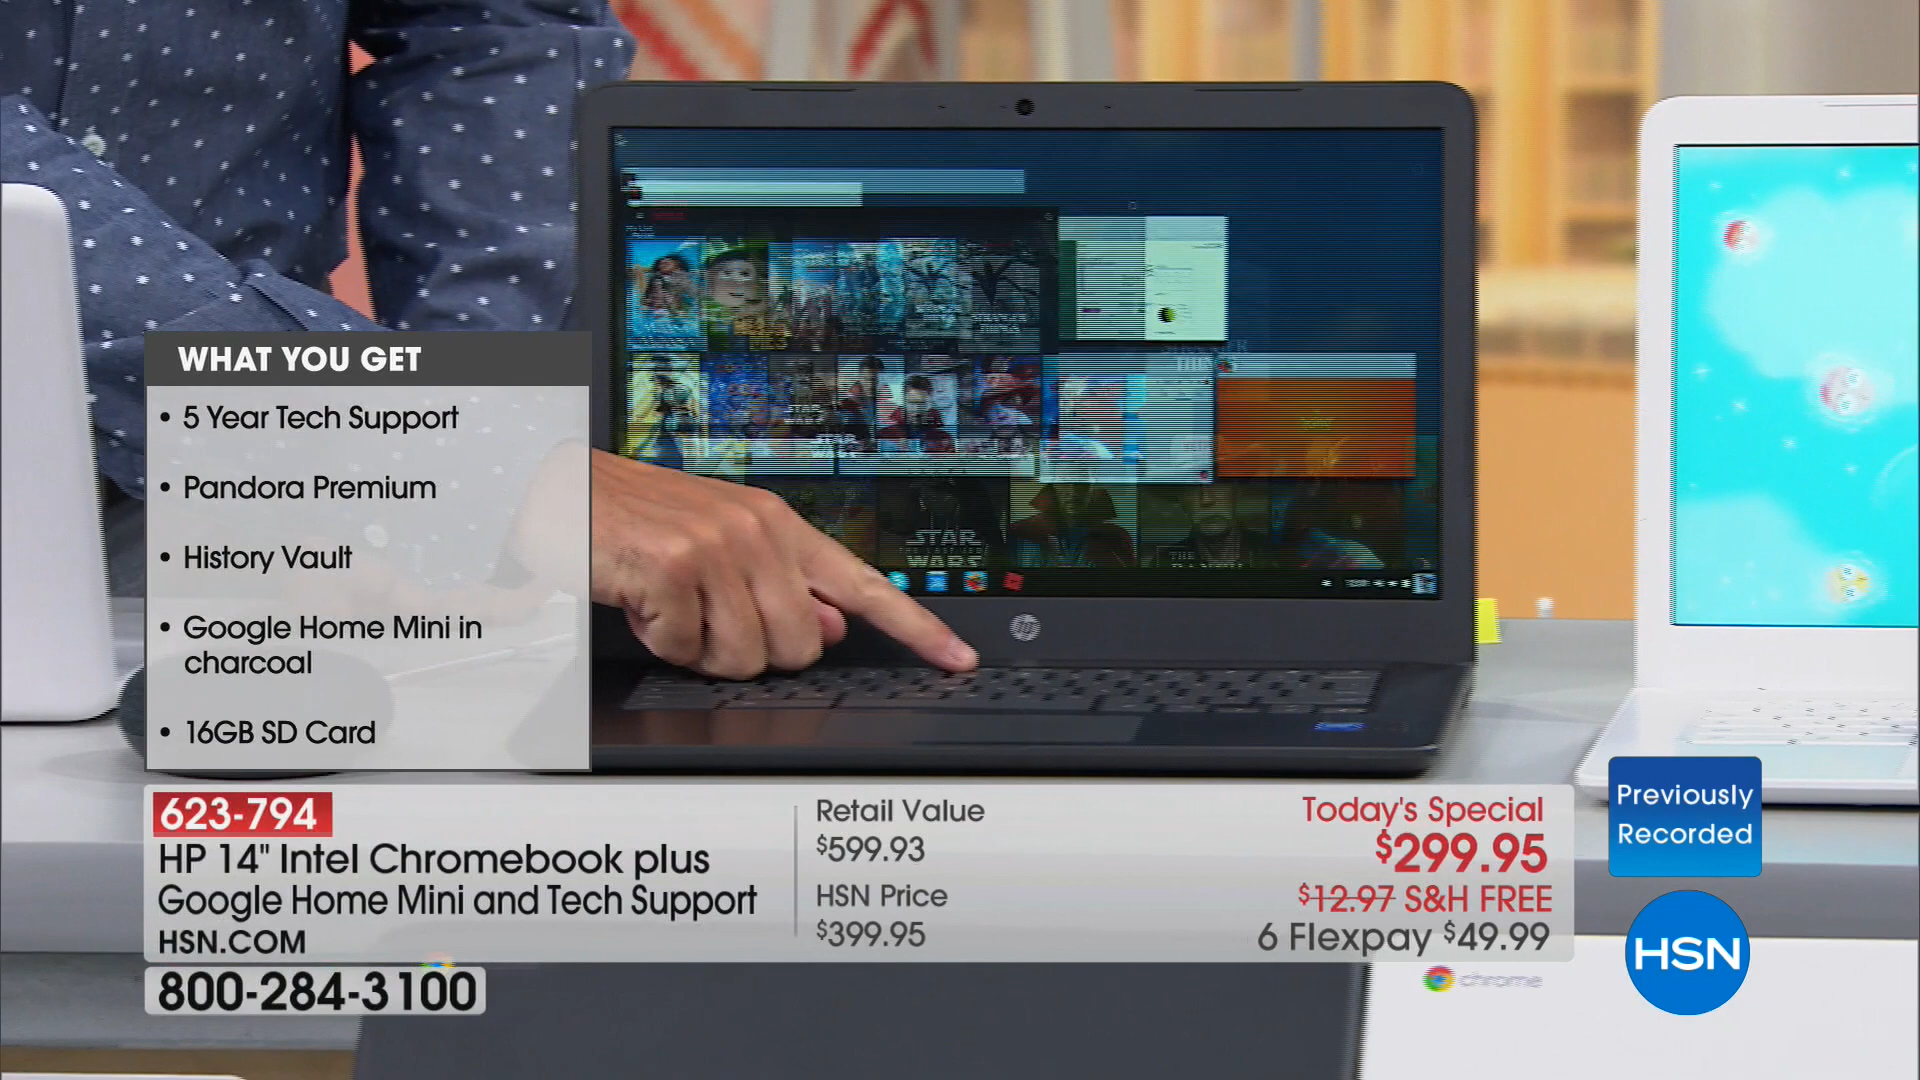 WHAT YOU GET
• 5 Year Tech Support
• Pandora Premium
• History Vault
• Google Home Mini in
charcoal
• 16GB SD Card
STAR
WARS
hp
623-794
HP 14" Intel Chromebook plus
Google Home Mini and Tech Support
HSN.COM
800-284-3100
Retail Value
$599.93
HSN Price
$399.95
Today's Special
$299.95
$12.97 S&H FREE
6 Flexpay $49.99
Previously
Recorded
HSN
chrome